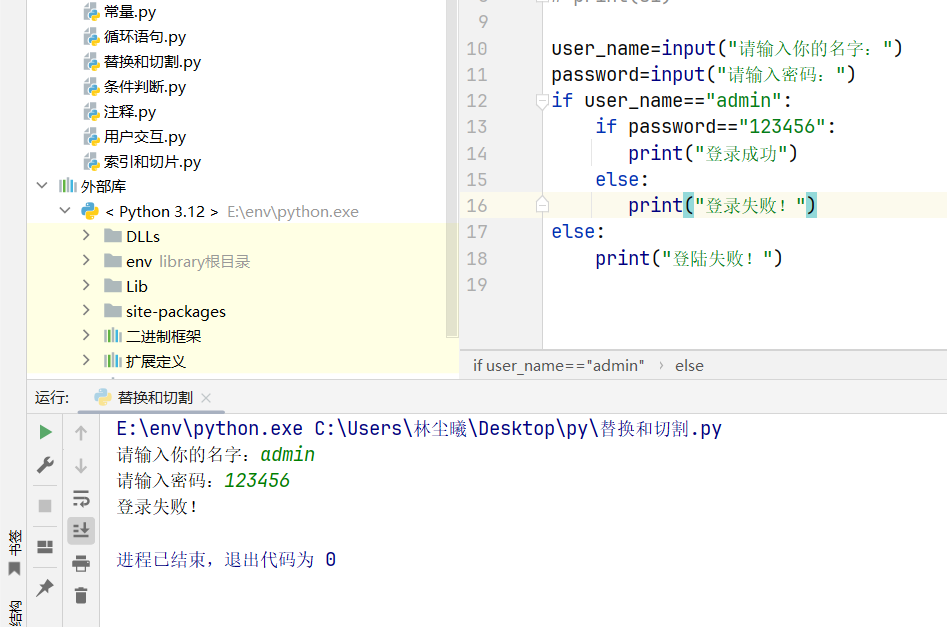 常量.py
循环语句.py
替换和切割.py
条件判断.py
注释.py
用户交互.py
索引和切片.py
外部库
< Python 3.12 > E:\env\python.exe
DLLs
env library根目录
Lib
site-packages
二进制框架
扩展定义
9
10 user_name=input("请输入你的名字：")
11 password=input("请输入密码：")
12 if user_name=="admin":
13 if password=="123456":
14 print("登录成功")
15 else:
16 print("登录失败！")
17 else:
18 print("登陆失败！")
19
if user_name=="admin" › else
运行: 替换和切割
E:\env\python.exe C:\Users\林尘曦\Desktop\py\替换和切割.py
请输入你的名字：admin
请输入密码：123456
登录失败！
进程已结束，退出代码为 0
书签
结构